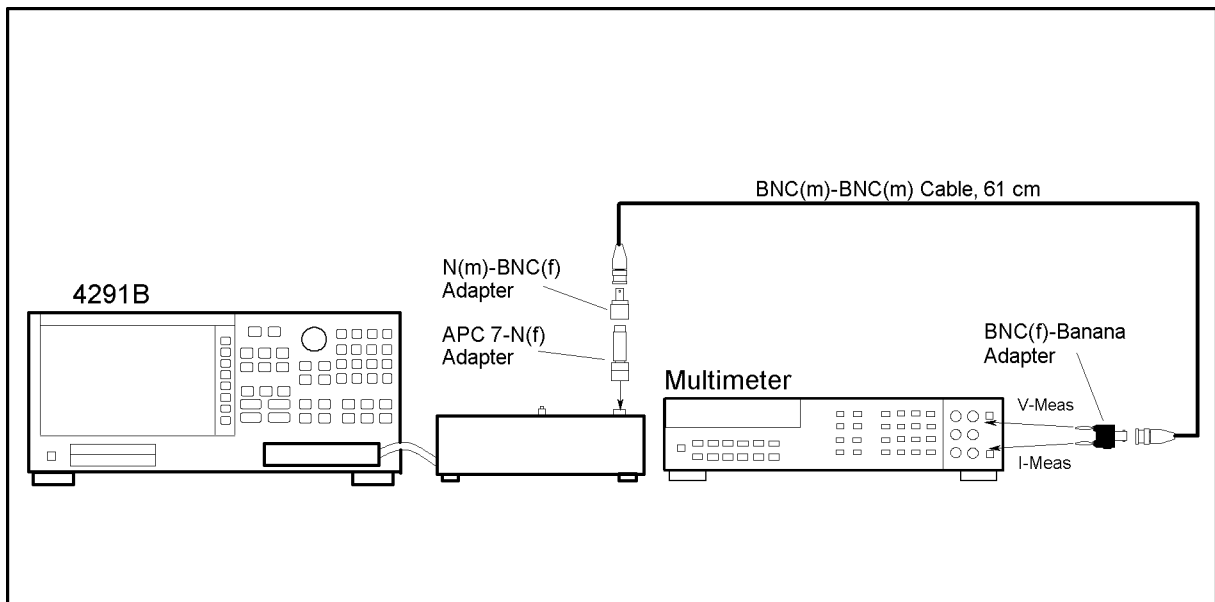 BNC(m)-BNC(m) Cable, 61 cm
N(m)-BNC(f)
Adapter
4291B
APC 7-N(f)
Adapter
BNC(f)-Banana
Adapter
Multimeter
V-Meas
I-Meas